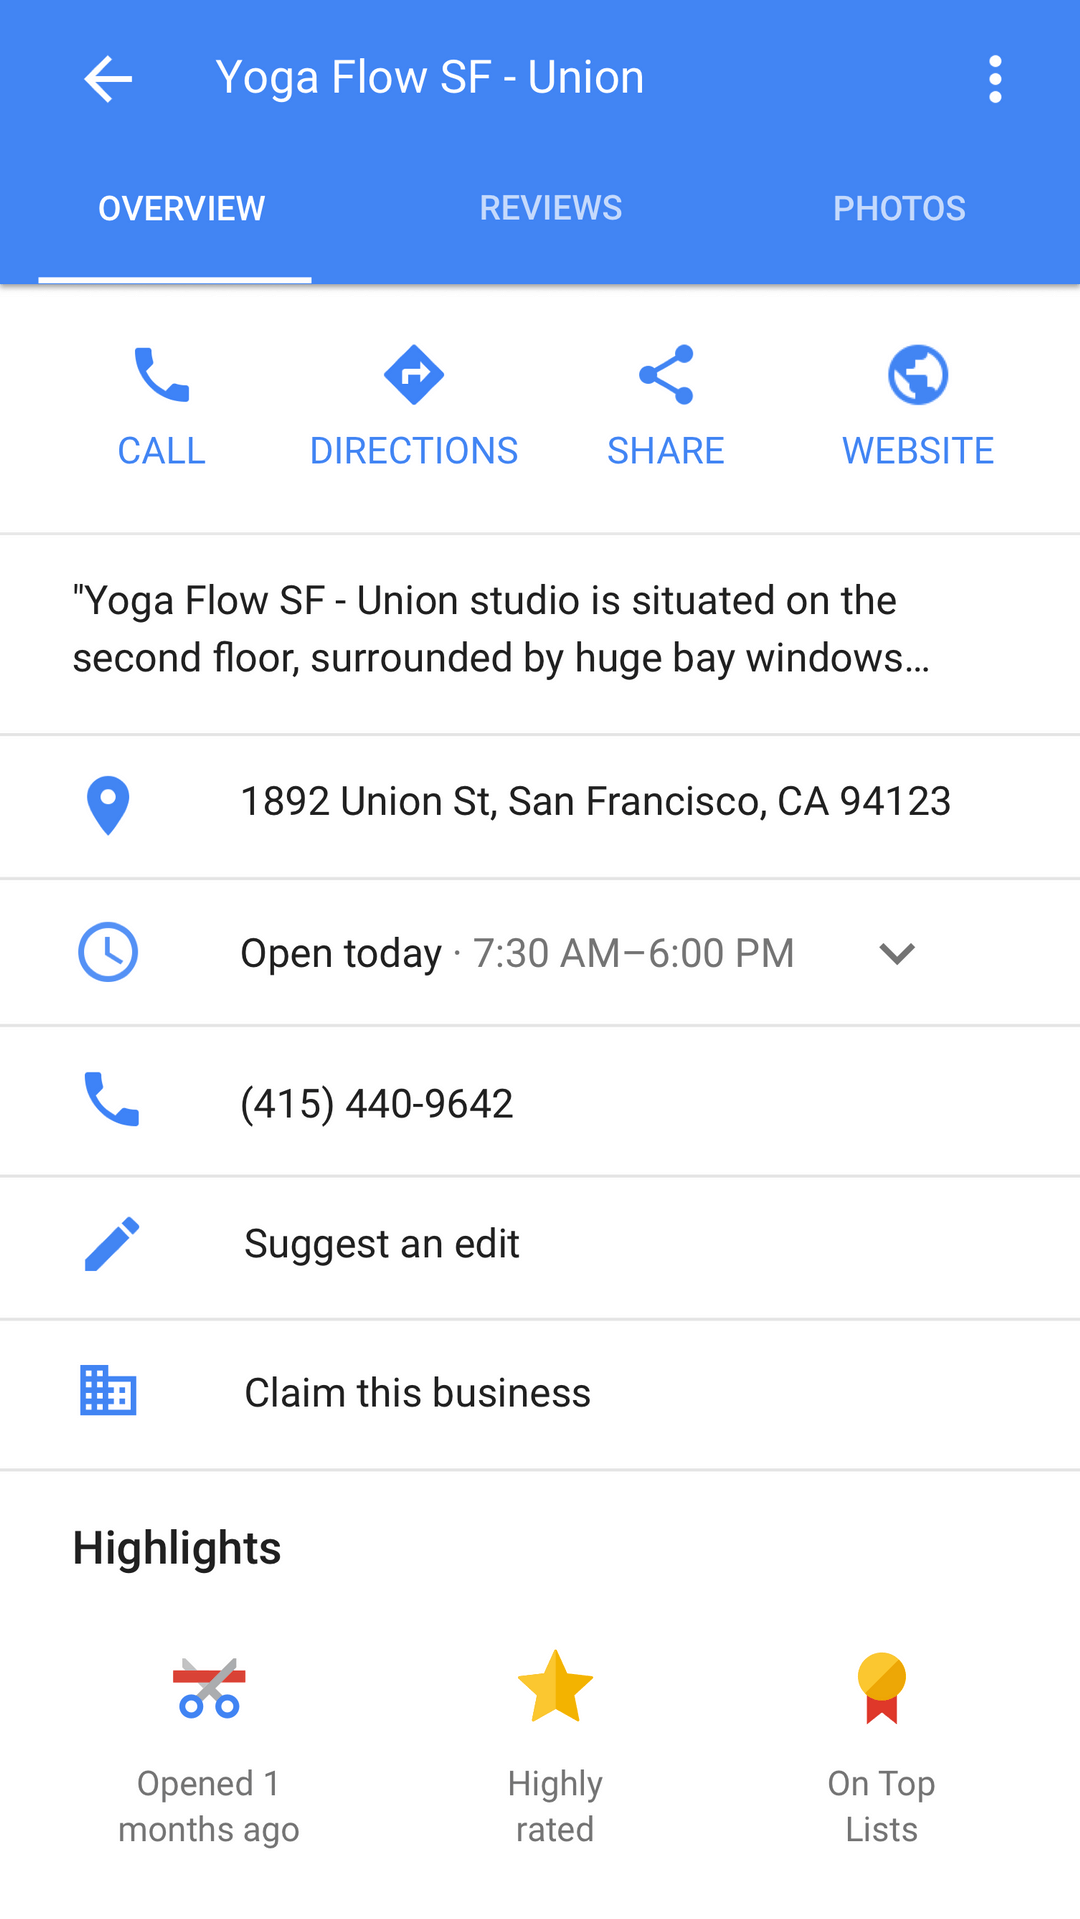 Yoga Flow SF - Union
OVERVIEW
REVIEWS
PHOTOS
CALL
DIRECTIONS
SHARE
WEBSITE
"Yoga Flow SF - Union studio is situated on the
second floor, surrounded by huge bay windows...
1892 Union St, San Francisco, CA 94123
Open today · 7:30 AM–6:00 PM
(415) 440-9642
Suggest an edit
Claim this business
Highlights
Opened 1
months ago
Highly
rated
On Top
Lists